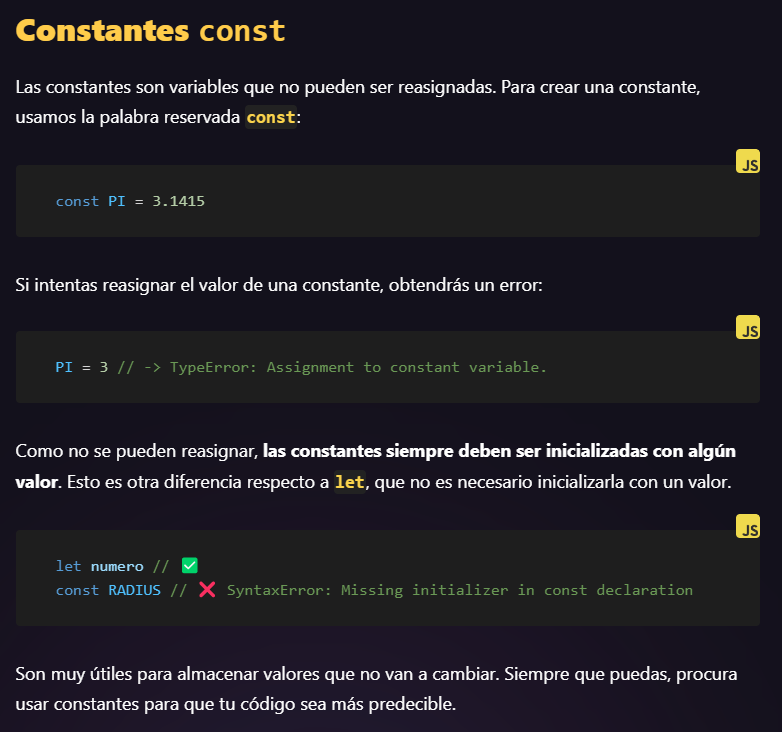 Constantes const
Las constantes son variables que no pueden ser reasignadas. Para crear una constante,
usamos la palabra reservada const:
JS
const PI = 3.1415
Si intentas reasignar el valor de una constante, obtendrás un error:
JS
PI = 3 // -> TypeError: Assignment to constant variable.
Como no se pueden reasignar, las constantes siempre deben ser inicializadas con algún
valor. Esto es otra diferencia respecto a let, que no es necesario inicializarla con un valor.
JS
let numero // ✅
const RADIUS // ❌ SyntaxError: Missing initializer in const declaration
Son muy útiles para almacenar valores que no van a cambiar. Siempre que puedas, procura
usar constantes para que tu código sea más predecible.